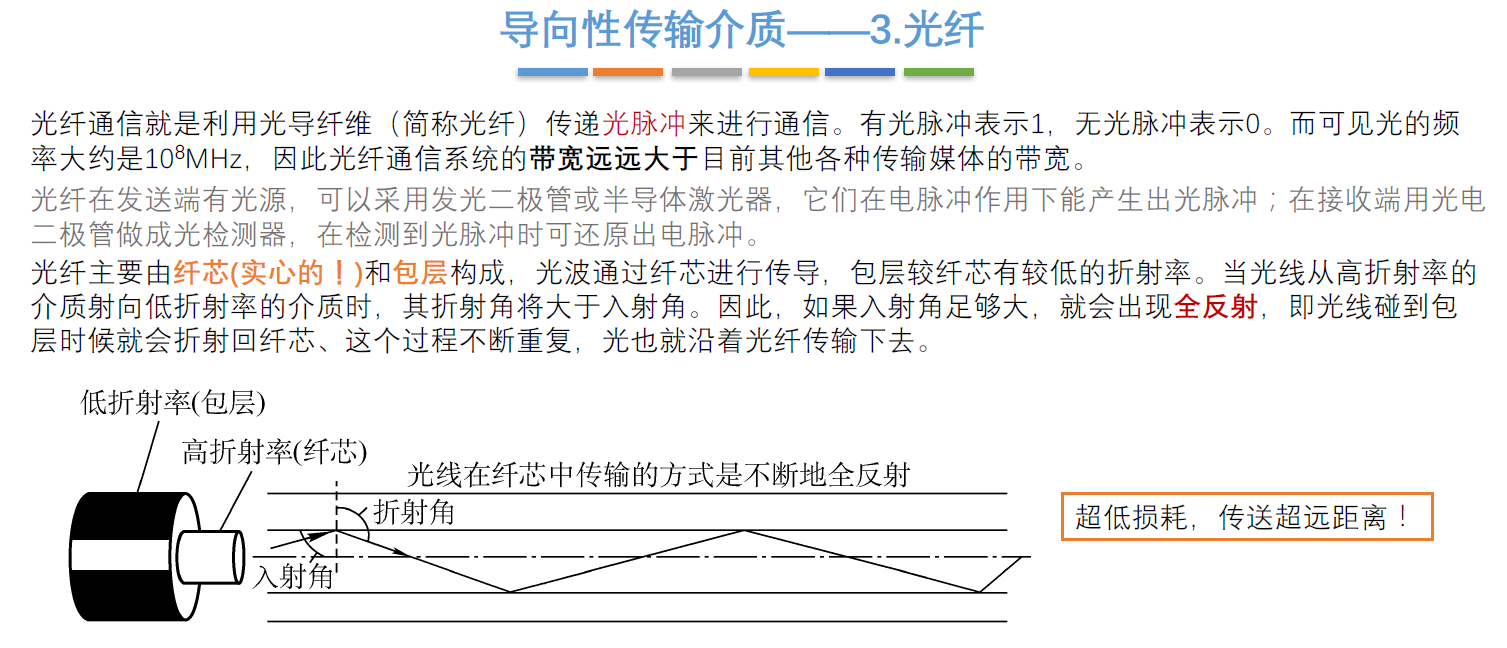 导向性传输介质——3.光纤
光纤通信就是利用光导纤维（简称光纤）传递光脉冲来进行通信。有光脉冲表示1，无光脉冲表示0。而可见光的频
率大约是10⁸MHz，因此光纤通信系统的带宽远远大于目前其他各种传输媒体的带宽。
光纤在发送端有光源，可以采用发光二极管或半导体激光器，它们在电脉冲作用下能产生出光脉冲；在接收端用光电
二极管做成光检测器，在检测到光脉冲时可还原出电脉冲。
光纤主要由纤芯(实心的！)和包层构成，光波通过纤芯进行传导，包层较纤芯有较低的折射率。当光线从高折射率的
介质射向低折射率的介质时，其折射角将大于入射角。因此，如果入射角足够大，就会出现全反射，即光线碰到包
层时候就会折射回纤芯、这个过程不断重复，光也就沿着光纤传输下去。
低折射率(包层)
高折射率(纤芯)
光线在纤芯中传输的方式是不断地全反射
折射角
入射角
超低损耗，传送超远距离！